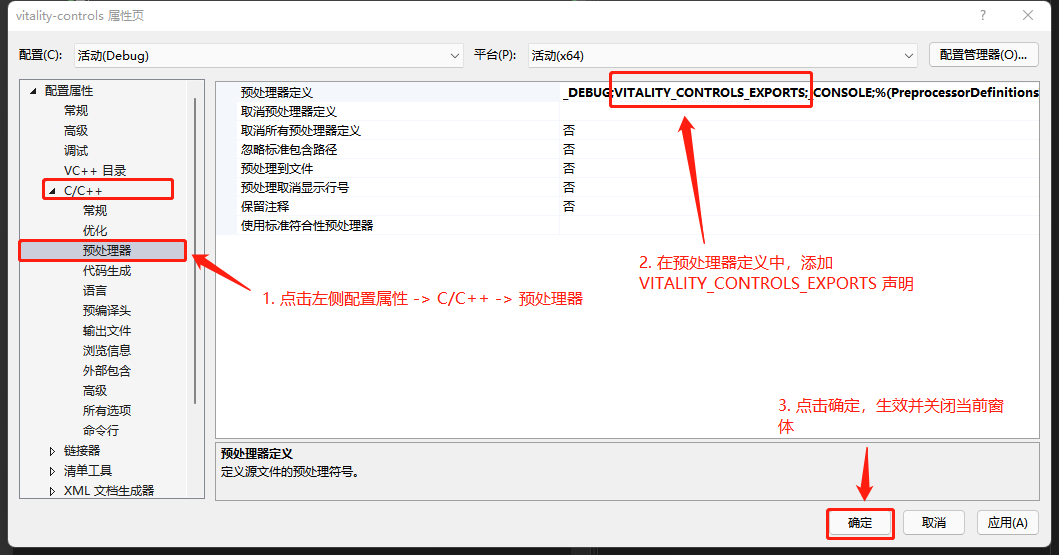 vitality-controls 属性页
配置(C):
活动(Debug)
平台(P):
活动(x64)
配置管理器(O)...
配置属性
常规
高级
调试
VC++ 目录
C/C++
常规
优化
预处理器
代码生成
语言
预编译头
输出文件
浏览信息
外部包含
高级
所有选项
命令行
链接器
清单工具
XML 文档生成器
预处理器定义 _DEBUG;VITALITY_CONTROLS_EXPORTS;_CONSOLE;%(PreprocessorDefinitions
取消预处理器定义
取消所有预处理器定义 否
忽略标准包含路径 否
预处理到文件 否
预处理取消显示行号 否
保留注释 否
使用标准符合性预处理器
1. 点击左侧配置属性 -> C/C++ -> 预处理器
2. 在预处理器定义中，添加
VITALITY_CONTROLS_EXPORTS 声明
3. 点击确定，生效并关闭当前窗
体
预处理器定义
定义源文件的预处理符号。
确定
取消
应用(A)